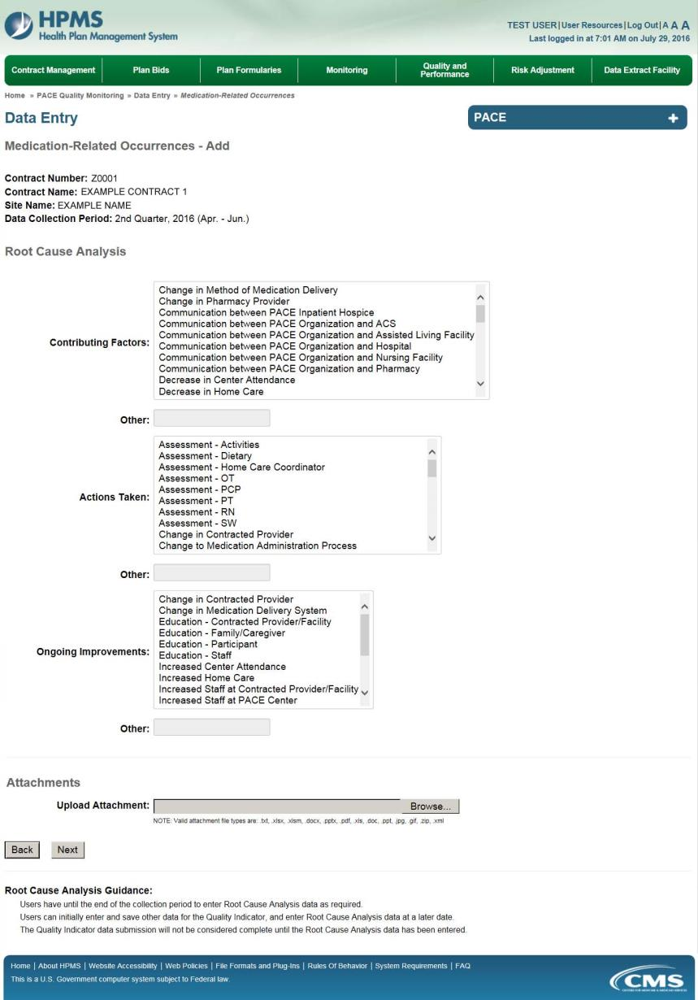 HPMS
Health Plan Management System
TEST USER|User Resources|Log Out|A A A
Last logged in at 7:01 AM on July 29, 2016
Contract Management
Plan Bids
Plan Formularies
Monitoring
Quality and
Performance
Risk Adjustment
Data Extract Facility
Home » PACE Quality Monitoring » Data Entry » Medication-Related Occurrences
Data Entry
PACE +
Medication-Related Occurrences - Add
Contract Number: Z0001
Contract Name: EXAMPLE CONTRACT 1
Site Name: EXAMPLE NAME
Data Collection Period: 2nd Quarter, 2016 (Apr. - Jun.)
Root Cause Analysis
Contributing Factors:
Change in Method of Medication Delivery
Change in Pharmacy Provider
Communication between PACE Inpatient Hospice
Communication between PACE Organization and ACS
Communication between PACE Organization and Assisted Living Facility
Communication between PACE Organization and Hospital
Communication between PACE Organization and Nursing Facility
Communication between PACE Organization and Pharmacy
Decrease in Center Attendance
Decrease in Home Care
Other:
Actions Taken:
Assessment - Activities
Assessment - Dietary
Assessment - Home Care Coordinator
Assessment - OT
Assessment - PCP
Assessment - PT
Assessment - RN
Assessment - SW
Change in Contracted Provider
Change to Medication Administration Process
Other:
Ongoing Improvements:
Change in Contracted Provider
Change in Medication Delivery System
Education - Contracted Provider/Facility
Education - Family/Caregiver
Education - Participant
Education - Staff
Increased Center Attendance
Increased Home Care
Increased Staff at Contracted Provider/Facility
Increased Staff at PACE Center
Other:
Attachments
Upload Attachment:
Browse...
NOTE: Valid attachment file types are: .txt, .xlsx, .xlsm, .docx, .pptx, .pdf, .xls, .doc, .ppt, .jpg, .gif, .zip, .xml
Back
Next
Root Cause Analysis Guidance:
Users have until the end of the collection period to enter Root Cause Analysis data as required.
Users can initially enter and save other data for the Quality Indicator, and enter Root Cause Analysis data at a later date.
The Quality Indicator data submission will not be considered complete until the Root Cause Analysis data has been entered.
Home | About HPMS | Website Accessibility | Web Policies | File Formats and Plug-Ins | Rules Of Behavior | System Requirements | FAQ
This is a U.S. Government computer system subject to Federal law.
CMS
CENTERS FOR MEDICARE & MEDICAID SERVICES